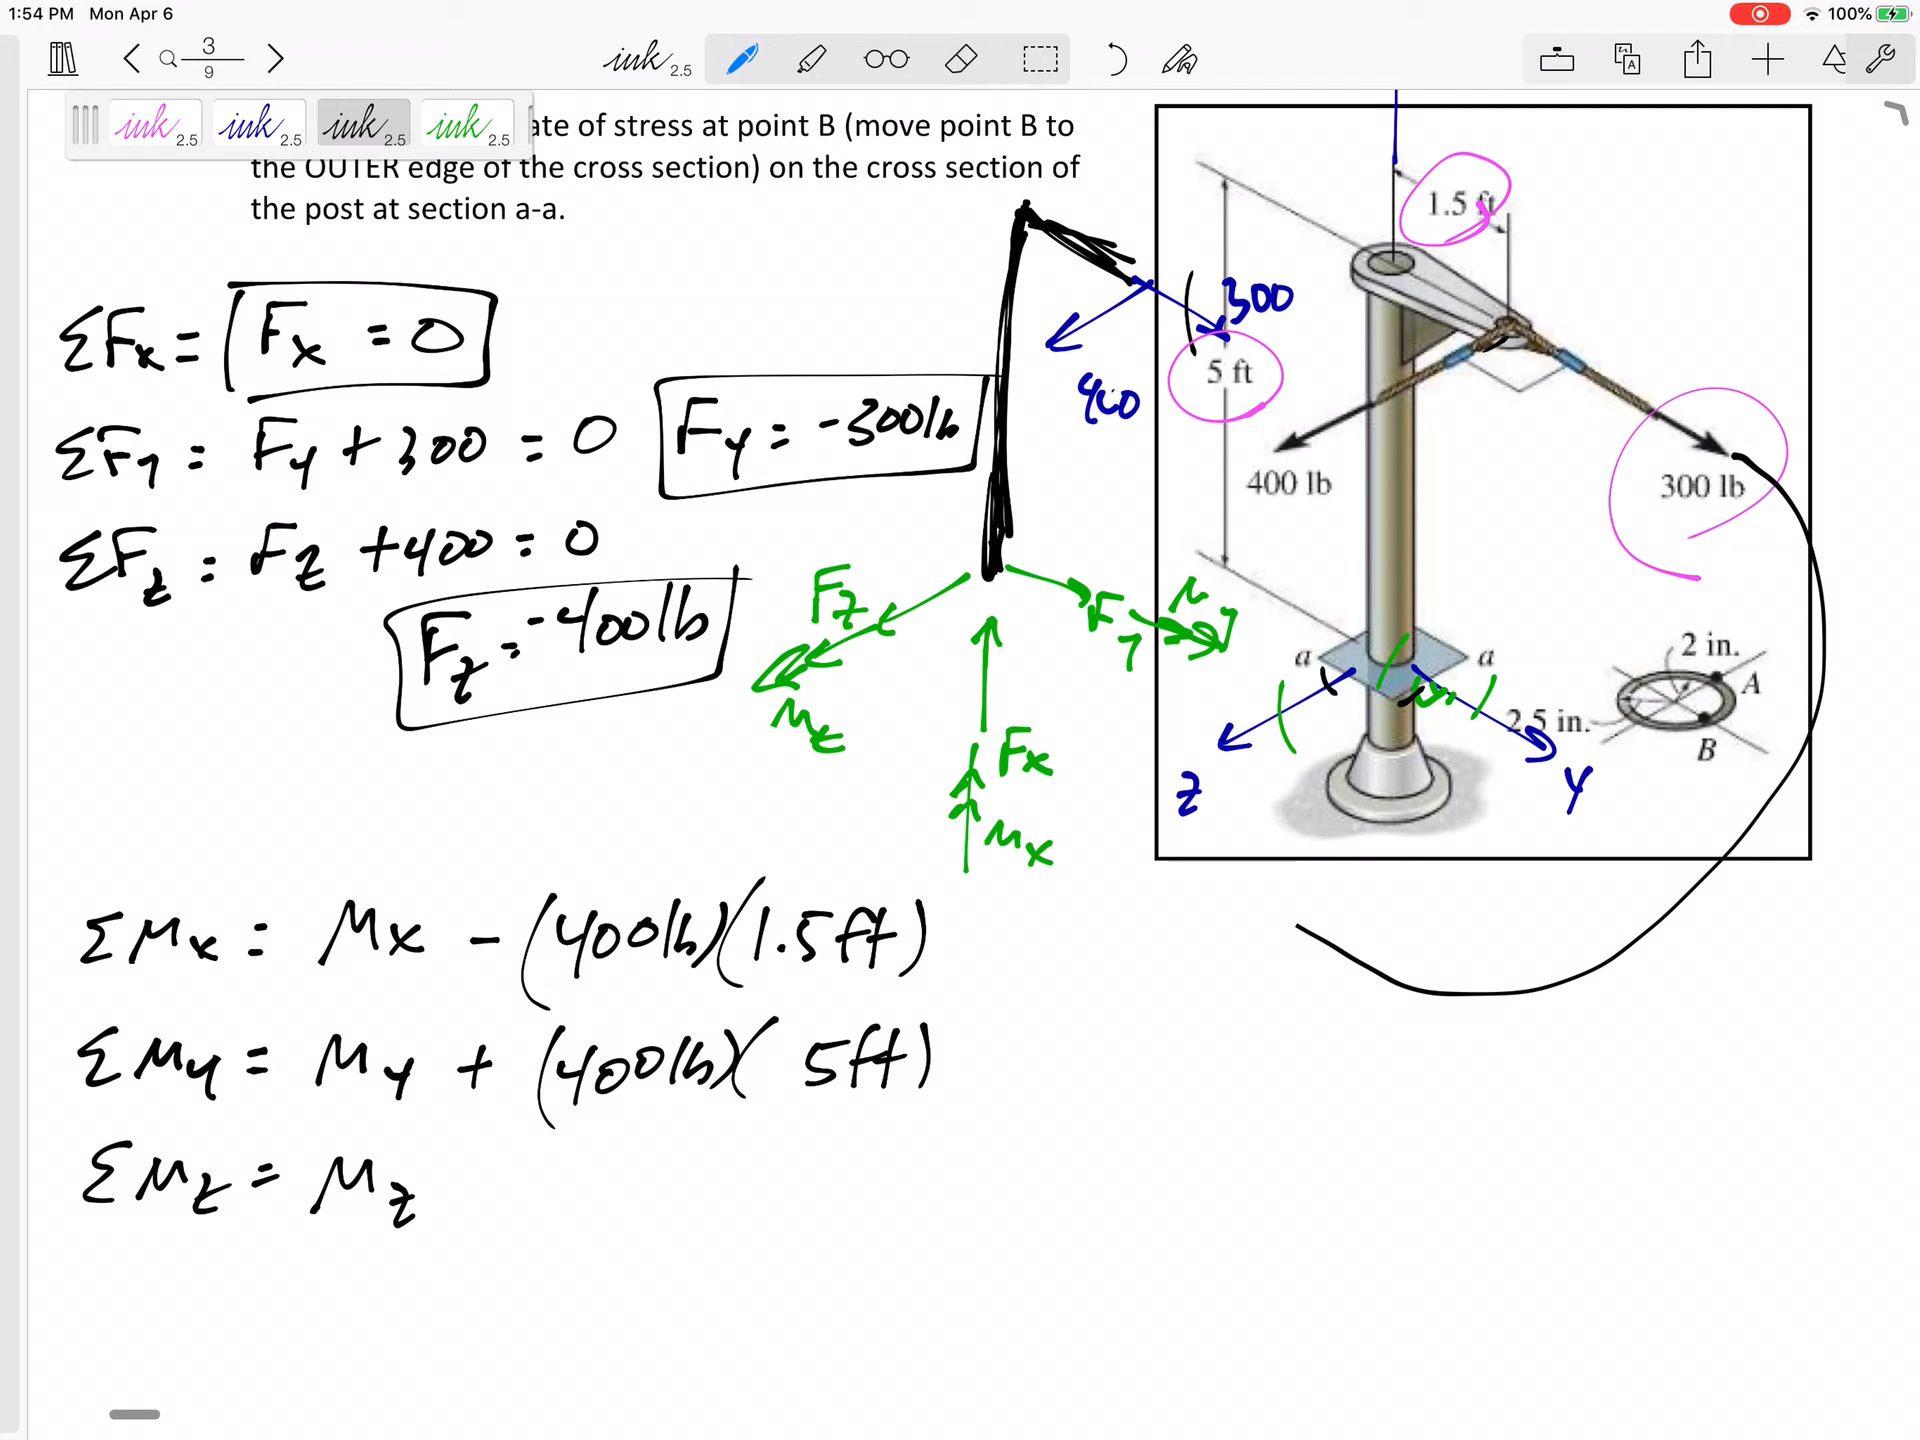 1:54 PM Mon Apr 6
100%
3
9
ink 2.5
ink 2.5 ink 2.5 ink 2.5 ink 2.5
ate of stress at point B (move point B to
the OUTER edge of the cross section) on the cross section of
the post at section a-a.
ΣFx = Fx = 0
ΣFy = Fy + 300 = 0
Fy = -300lb
ΣFz = Fz + 400 = 0
Fz = -400lb
300
400
Fz
Mz
Fy
Fx
Mx
1.5 ft
5 ft
400 lb
300 lb
a
a
2 in.
A
2.5 in.
B
Z
Y
ΣMx = Mx - (400lb)(1.5ft)
ΣMy = My + (400lb)( 5ft)
ΣMz = Mz